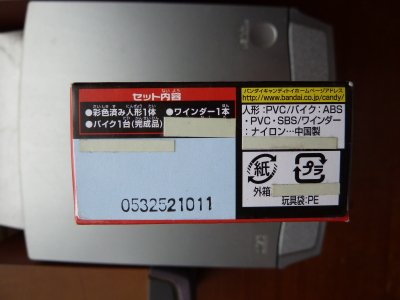 セット内容
●彩色済み人形1体 ●ワインダー1本
●バイク1台(完成品)
0532521011
バンダイキャンディトイホームページアドレス
http://www.bandai.co.jp/candy/
人形:PVC/バイク:ABS
・PVC・SBS/ワインダー
:ナイロン…中国製
紙
外箱
プラ
玩具袋:PE